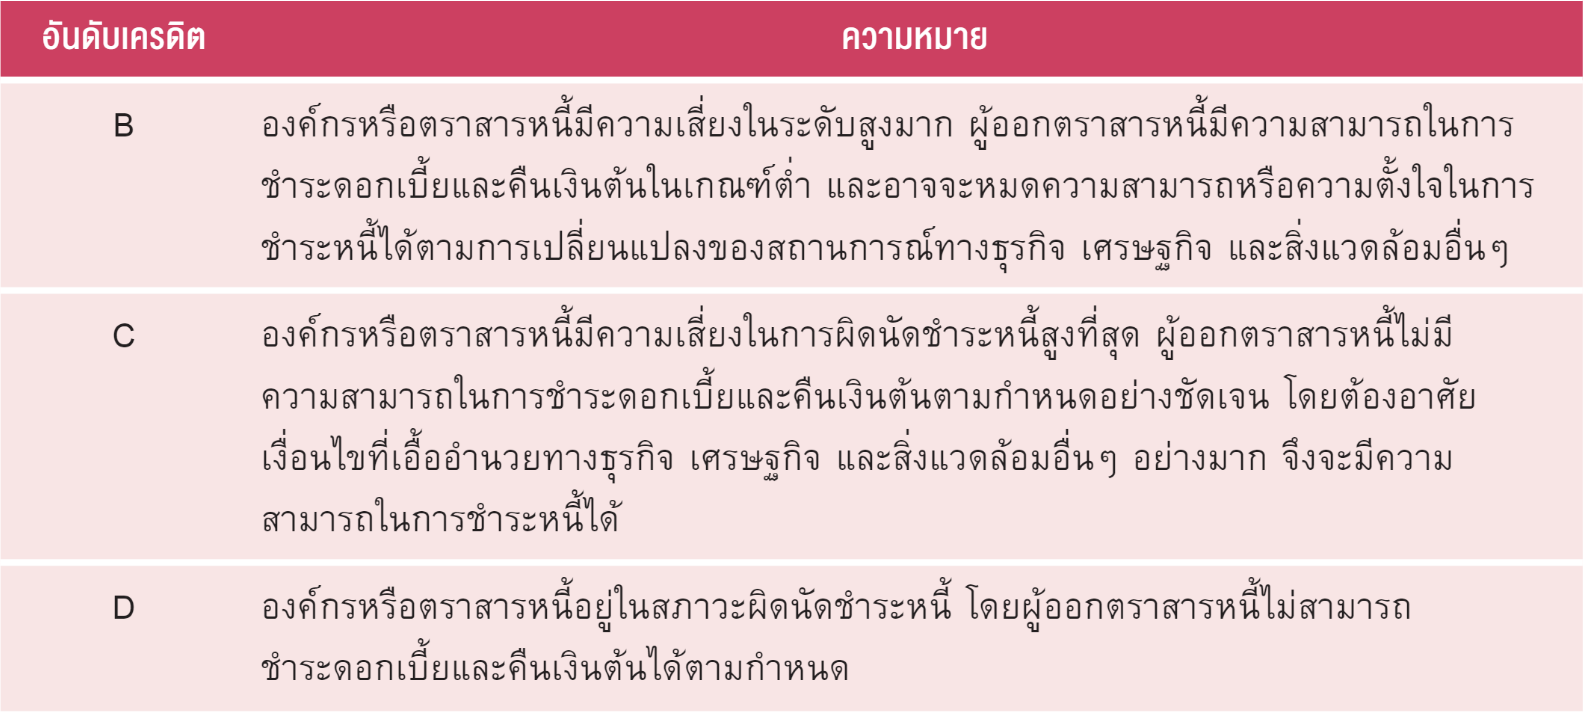 อันดับเครดิต ความหมาย
B องค์กรหรือตราสารหนี้มีความเสี่ยงในระดับสูงมาก ผู้ออกตราสารหนี้มีความสามารถในการ
ชำระดอกเบี้ยและคืนเงินต้นในเกณฑ์ต่ำ และอาจจะหมดความสามารถหรือความตั้งใจในการ
ชำระหนี้ได้ตามการเปลี่ยนแปลงของสถานการณ์ทางธุรกิจ เศรษฐกิจ และสิ่งแวดล้อมอื่นๆ
C องค์กรหรือตราสารหนี้มีความเสี่ยงในการผิดนัดชำระหนี้สูงที่สุด ผู้ออกตราสารหนี้ไม่มี
ความสามารถในการชำระดอกเบี้ยและคืนเงินต้นตามกำหนดอย่างชัดเจน โดยต้องอาศัย
เงื่อนไขที่เอื้ออำนวยทางธุรกิจ เศรษฐกิจ และสิ่งแวดล้อมอื่นๆ อย่างมาก จึงจะมีความ
สามารถในการชำระหนี้ได้
D องค์กรหรือตราสารหนี้อยู่ในสภาวะผิดนัดชำระหนี้ โดยผู้ออกตราสารหนี้ไม่สามารถ
ชำระดอกเบี้ยและคืนเงินต้นได้ตามกำหนด